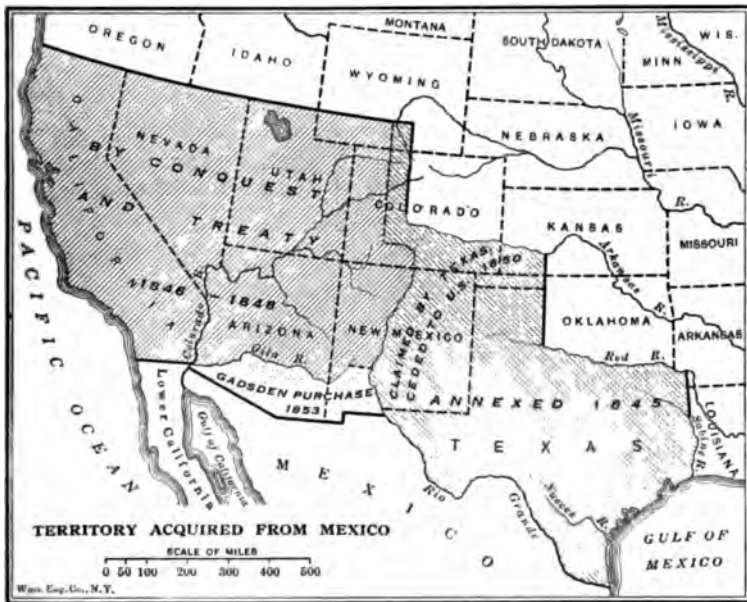 MONTANA
OREGON
IDAHO
WYOMING
SOUTH DAKOTA
MINN
WIS.
Mississippi R.
IOWA
Missouri R.
NEBRASKA
NEVADA
UTAH
BY CONQUEST
AND TREATY
1846 1848
CALIFORNIA
COLORADO
KANSAS
MISSOURI
Arkansas R.
CLAIMED BY TEXAS,
CEDED TO U.S. 1850
Colorado R.
ARIZONA
NEW MEXICO
OKLAHOMA
ARKANSAS
Gila R.
Red R.
GADSDEN PURCHASE
1853
ANNEXED 1845
TEXAS
LOUISIANA
Sabine R.
PACIFIC OCEAN
Lower California
Gulf of California
MEXICO
Rio Grande
Nueces R.
GULF OF
MEXICO
TERRITORY ACQUIRED FROM MEXICO
SCALE OF MILES
0 50 100 200 300 400 500
Wms. Eng. Co., N.Y.